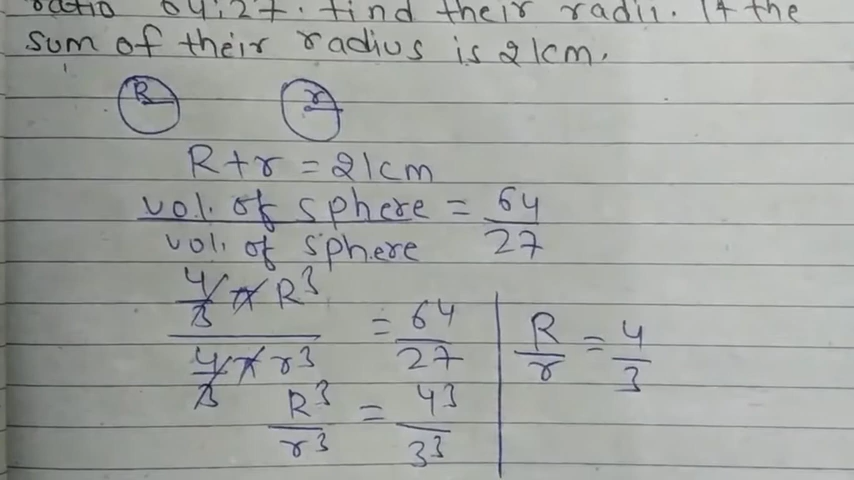 ratio 64:27. find their radii. If the
sum of their radius is 21cm.
R r
R+r = 21cm
vol. of sphere = 64
vol. of sphere 27
4/3 π R³ = 64/27
4/3 π r³
R³/r³ = 4³/3³
R/r = 4/3